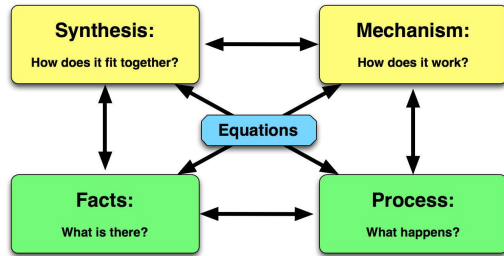 Synthesis:
How does it fit together?
Mechanism:
How does it work?
Equations
Facts:
What is there?
Process:
What happens?